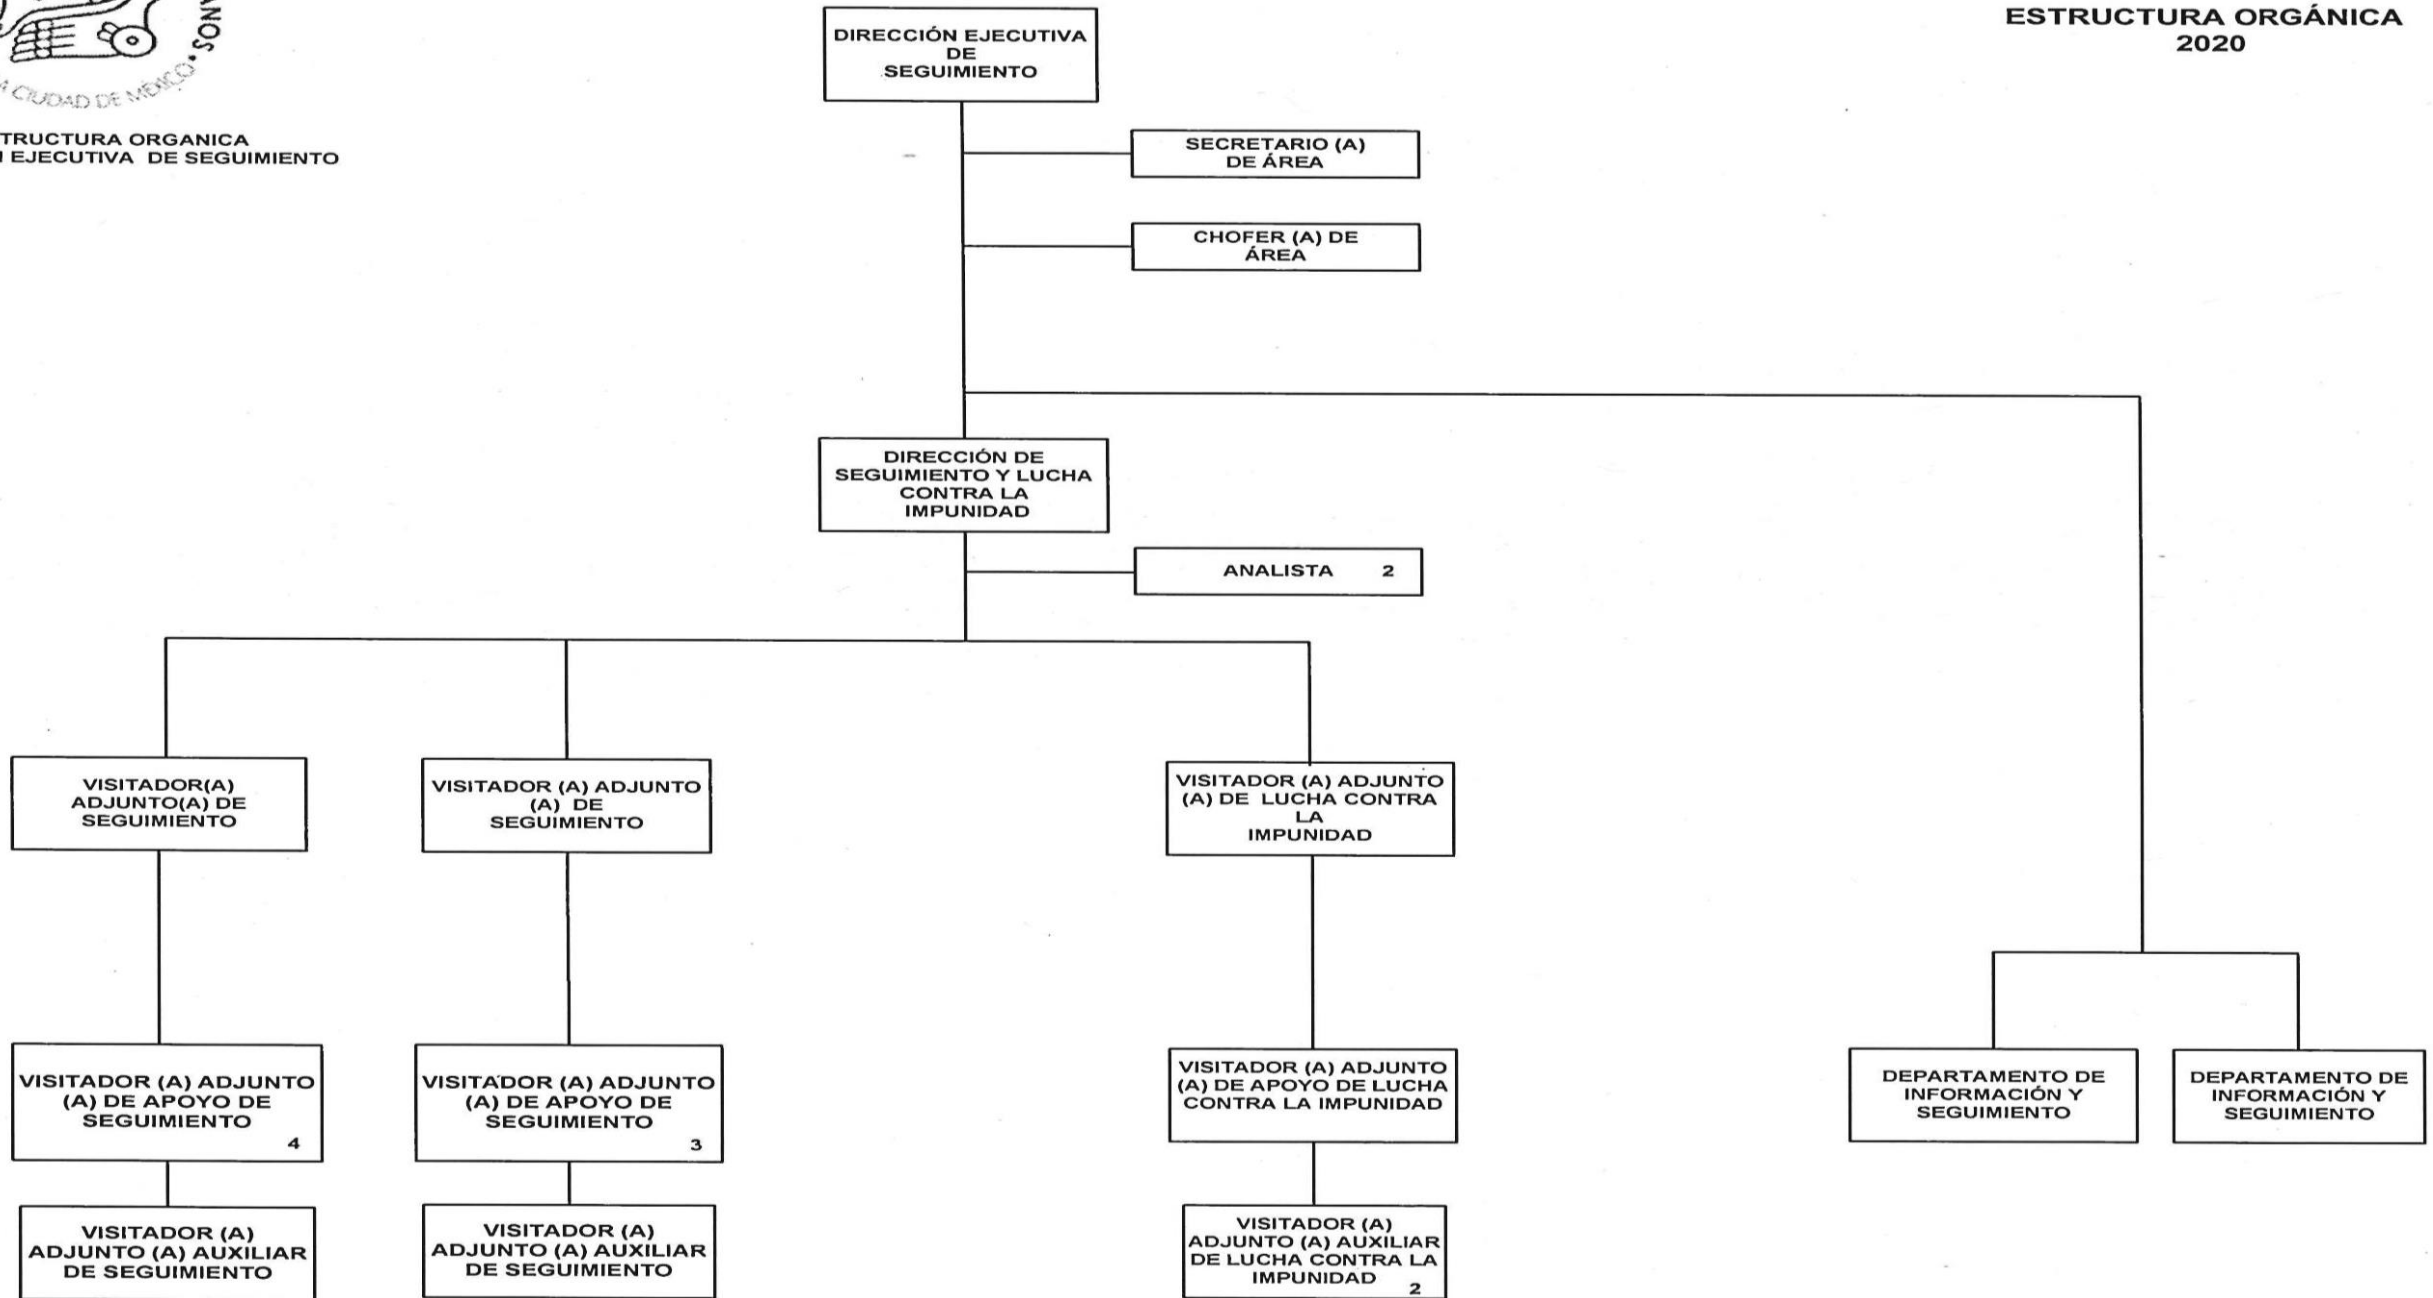 ESTRUCTURA ORGÁNICA
2020
CIUDAD DE MÉXICO
TRUCTURA ORGANICA
EJECUTIVA DE SEGUIMIENTO
DIRECCIÓN EJECUTIVA
DE
SEGUIMIENTO
SECRETARIO (A)
DE ÁREA
CHOFER (A) DE
ÁREA
DIRECCIÓN DE
SEGUIMIENTO Y LUCHA
CONTRA LA
IMPUNIDAD
ANALISTA 2
VISITADOR(A)
ADJUNTO(A) DE
SEGUIMIENTO
VISITADOR (A) ADJUNTO
(A) DE
SEGUIMIENTO
VISITADOR (A) ADJUNTO
(A) DE LUCHA CONTRA
LA
IMPUNIDAD
VISITADOR (A) ADJUNTO
(A) DE APOYO DE
SEGUIMIENTO
4
VISITADOR (A) ADJUNTO
(A) DE APOYO DE
SEGUIMIENTO
3
VISITADOR (A) ADJUNTO
(A) DE APOYO DE LUCHA
CONTRA LA IMPUNIDAD
DEPARTAMENTO DE
INFORMACIÓN Y
SEGUIMIENTO
DEPARTAMENTO DE
INFORMACIÓN Y
SEGUIMIENTO
VISITADOR (A)
ADJUNTO (A) AUXILIAR
DE SEGUIMIENTO
VISITADOR (A)
ADJUNTO (A) AUXILIAR
DE SEGUIMIENTO
VISITADOR (A)
ADJUNTO (A) AUXILIAR
DE LUCHA CONTRA LA
IMPUNIDAD
2